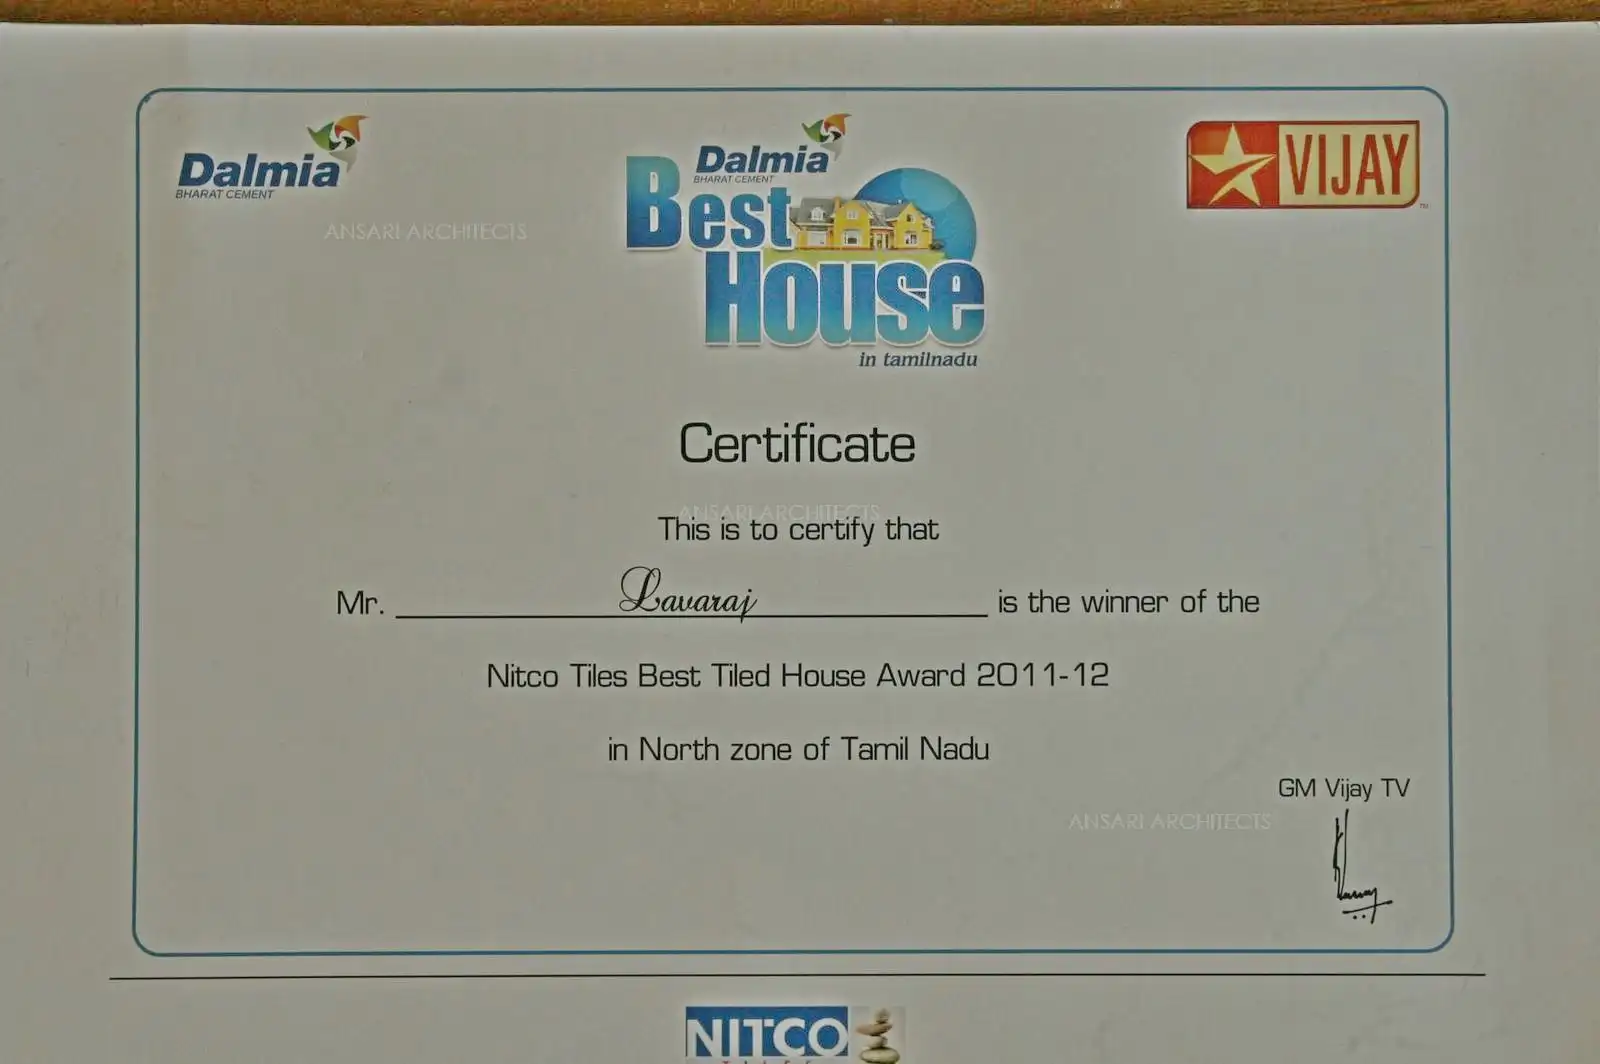 Dalmia
BHARAT CEMENT
Dalmia
BHARAT CEMENT
Best
House
in tamilnadu
VIJAY
ANSARI ARCHITECTS
Certificate
ANSARI ARCHITECTS
This is to certify that
Mr. Lavaraj is the winner of the
Nitco Tiles Best Tiled House Award 2011-12
in North zone of Tamil Nadu
GM Vijay TV
ANSARI ARCHITECTS
NITCO